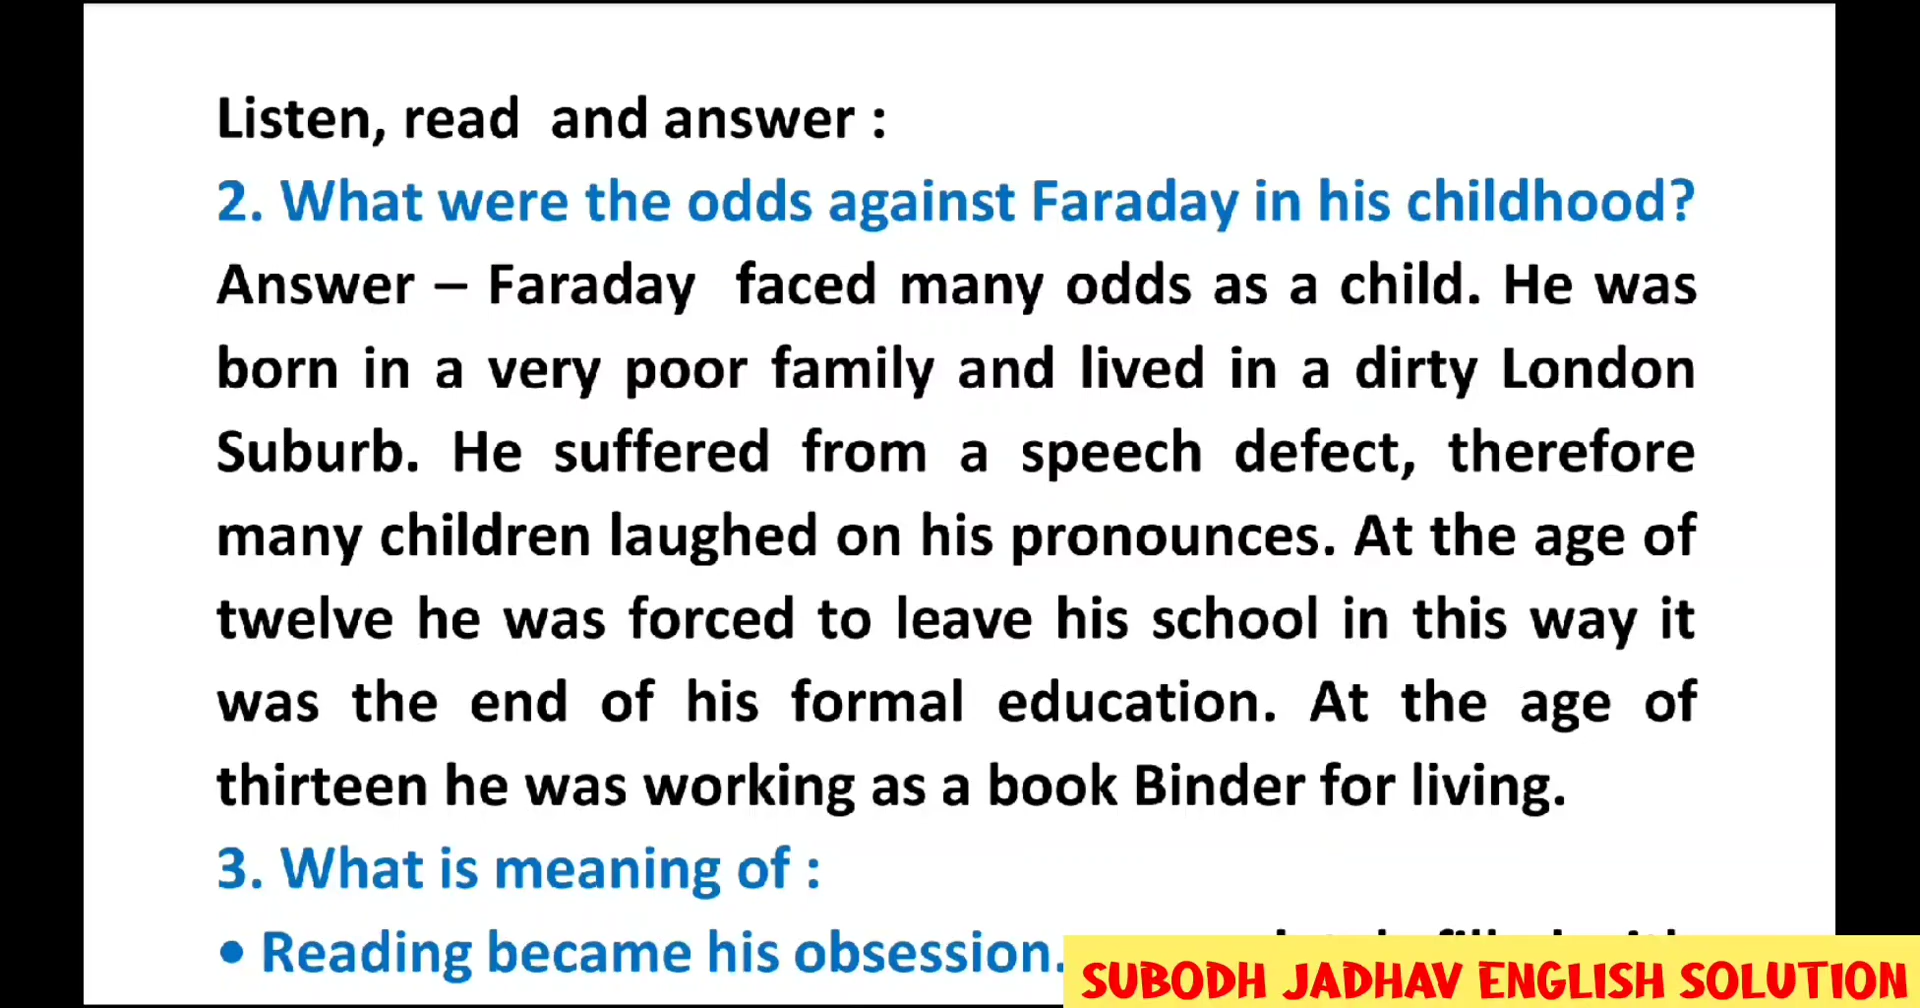 Listen, read and answer :
2. What were the odds against Faraday in his childhood?
Answer – Faraday faced many odds as a child. He was
born in a very poor family and lived in a dirty London
Suburb. He suffered from a speech defect, therefore
many children laughed on his pronounces. At the age of
twelve he was forced to leave his school in this way it
was the end of his formal education. At the age of
thirteen he was working as a book Binder for living.
3. What is meaning of :
• Reading became his obsession.
SUBODH JADHAV ENGLISH SOLUTION